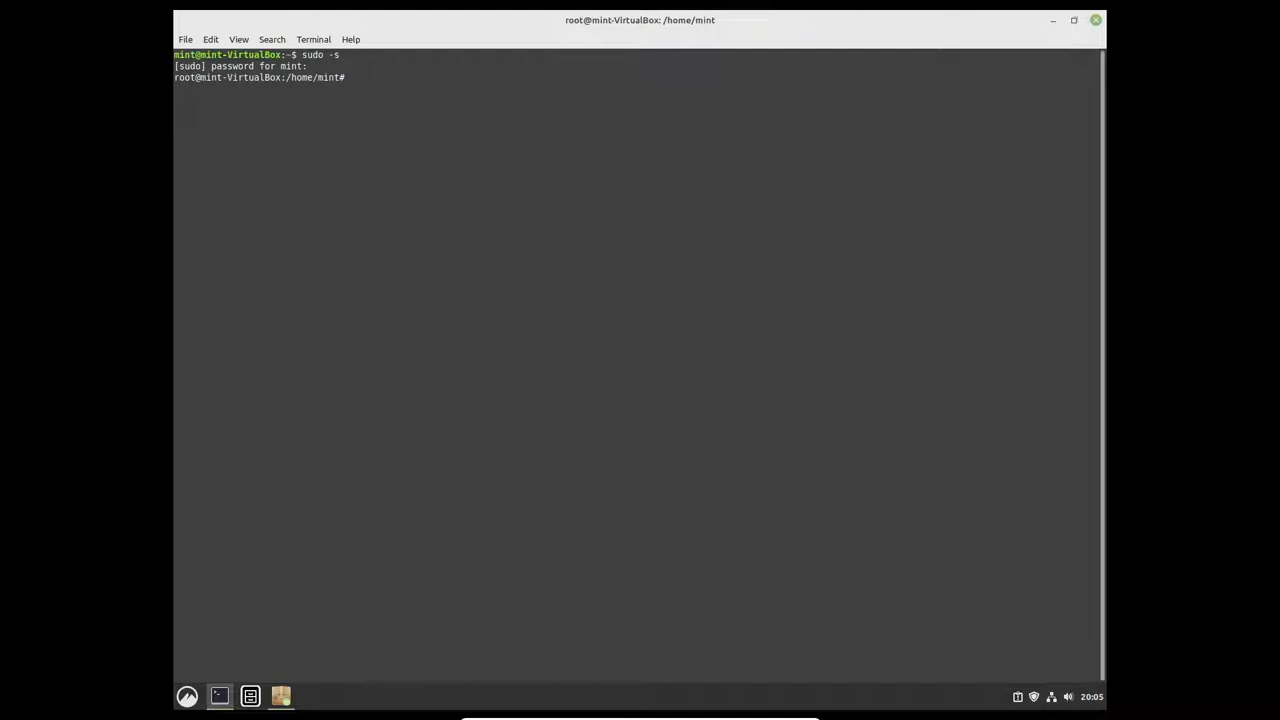 root@mint-VirtualBox: /home/mint
File Edit View Search Terminal Help
mint@mint-VirtualBox:~$ sudo -s
[sudo] password for mint:
root@mint-VirtualBox:/home/mint#
20:05